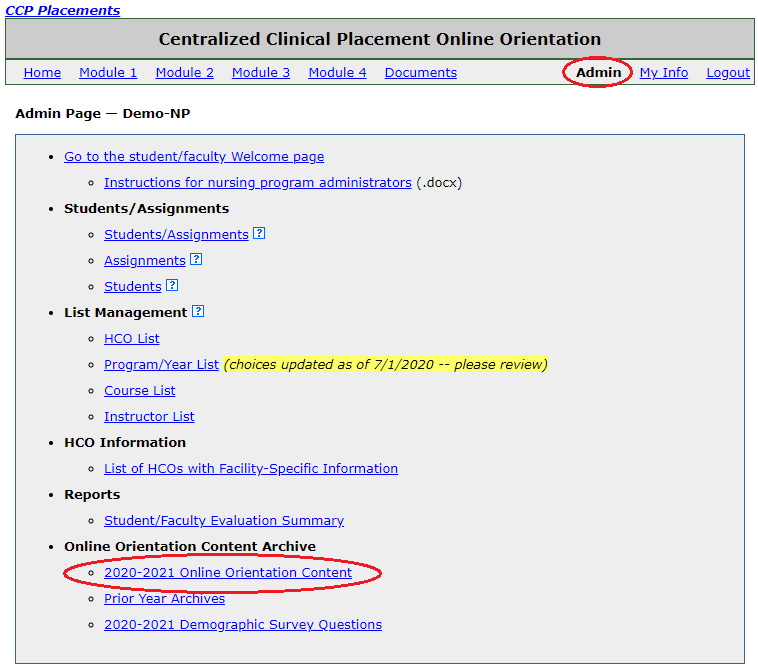 CCP Placements
Centralized Clinical Placement Online Orientation
Home Module 1 Module 2 Module 3 Module 4 Documents Admin My Info Logout
Admin Page — Demo-NP
Go to the student/faculty Welcome page
Instructions for nursing program administrators (.docx)
Students/Assignments
Students/Assignments ?
Assignments ?
Students ?
List Management ?
HCO List
Program/Year List (choices updated as of 7/1/2020 -- please review)
Course List
Instructor List
HCO Information
List of HCOs with Facility-Specific Information
Reports
Student/Faculty Evaluation Summary
Online Orientation Content Archive
2020-2021 Online Orientation Content
Prior Year Archives
2020-2021 Demographic Survey Questions